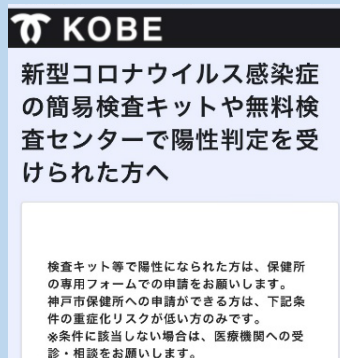 KOBE
新型コロナウイルス感染症
の簡易検査キットや無料検
査センターで陽性判定を受
けられた方へ
検査キット等で陽性になられた方は、保健所
の専用フォームでの申請をお願いします。
神戸市保健所への申請ができる方は、下記条
件の重症化リスクが低い方のみです。
※条件に該当しない場合は、医療機関への受
診・相談をお願いします。